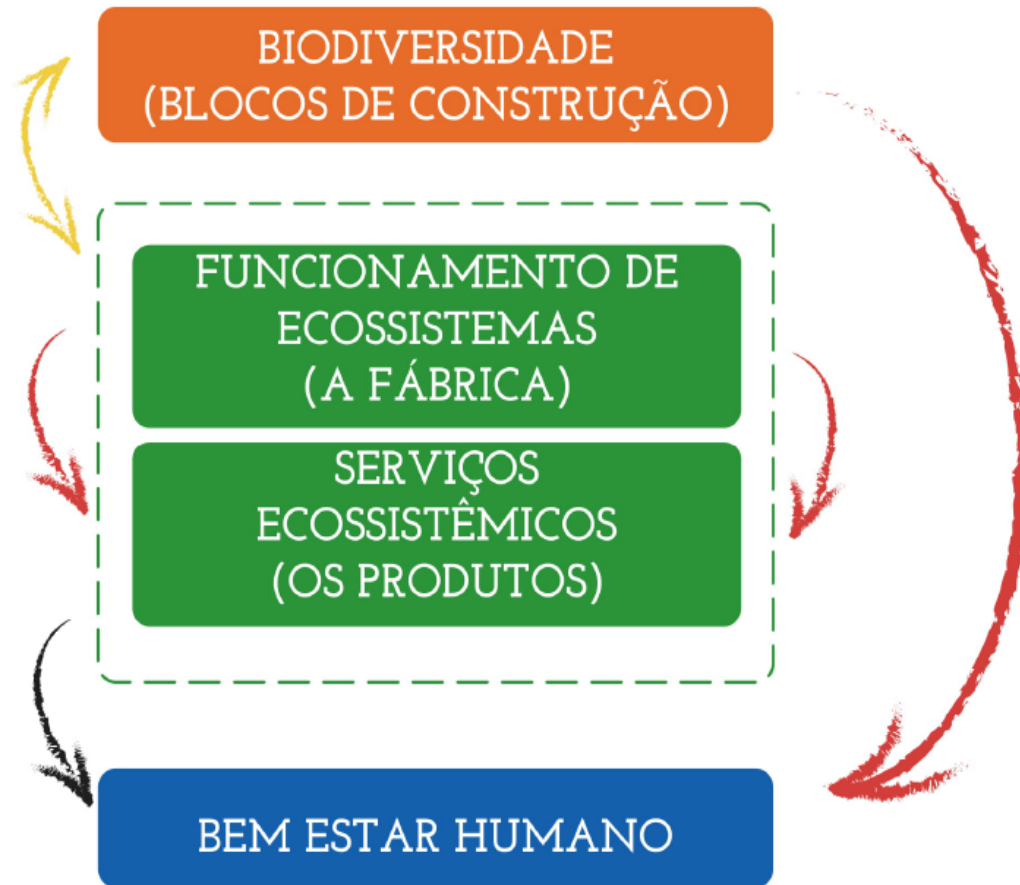 BIODIVERSIDADE
(BLOCOS DE CONSTRUÇÃO)
FUNCIONAMENTO DE
ECOSSISTEMAS
(A FÁBRICA)
SERVIÇOS
ECOSSISTÊMICOS
(OS PRODUTOS)
BEM ESTAR HUMANO